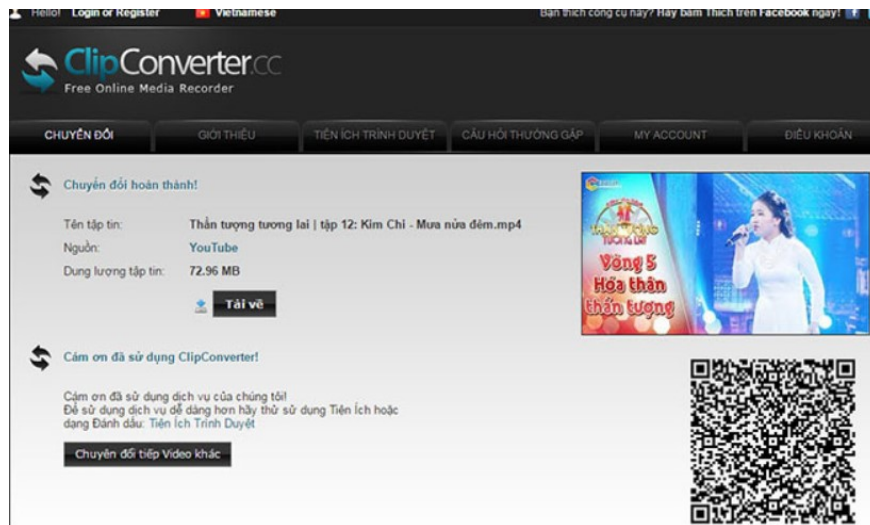 Hello! Login or Register Vietnamese Bạn thích công cụ này? Hãy bấm Thích trên Facebook ngay!
ClipConverter.cc
Free Online Media Recorder
CHUYỂN ĐỔI GIỚI THIỆU TIỆN ÍCH TRÌNH DUYỆT CÂU HỎI THƯỜNG GẶP MY ACCOUNT ĐIỀU KHOẢN
Chuyển đổi hoàn thành!
Tên tập tin: Thần tượng tương lai | tập 12: Kim Chi - Mưa nửa đêm.mp4
Nguồn: YouTube
Dung lượng tập tin: 72.96 MB
Tải về
THẦN TƯỢNG
TƯƠNG LAI
Vòng 5
Hóa thân
thần tượng
Cám ơn đã sử dụng ClipConverter!
Cám ơn đã sử dụng dịch vụ của chúng tôi!
Để sử dụng dịch vụ dễ dàng hơn hãy thử sử dụng Tiện Ích hoặc
dạng Đánh dấu: Tiện Ích Trình Duyệt
Chuyển đổi tiếp Video khác